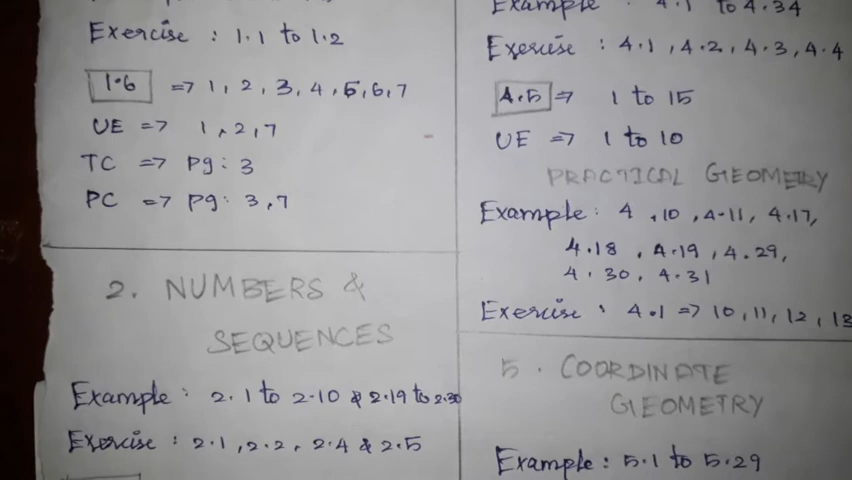 Exercise : 1.1 to 1.2
1.6 => 1, 2, 3, 4, 5, 6, 7
UE => 1, 2, 7
TC => Pg: 3
PC => Pg: 3, 7
2. NUMBERS &
SEQUENCES
Example : 2.1 to 2.10 & 2.19 to 2.30
Exercise : 2.1, 2.2, 2.4 & 2.5
Example : 4.1 to 4.34
Exercise : 4.1, 4.2, 4.3, 4.4
4.5 => 1 to 15
UE => 1 to 10
PRACTICAL GEOMETRY
Example : 4, 10, 4.11, 4.17,
4.18, 4.19, 4.29,
4.30, 4.31
Exercise : 4.1 => 10, 11, 12, 13
5. COORDINATE
GEOMETRY
Example : 5.1 to 5.29